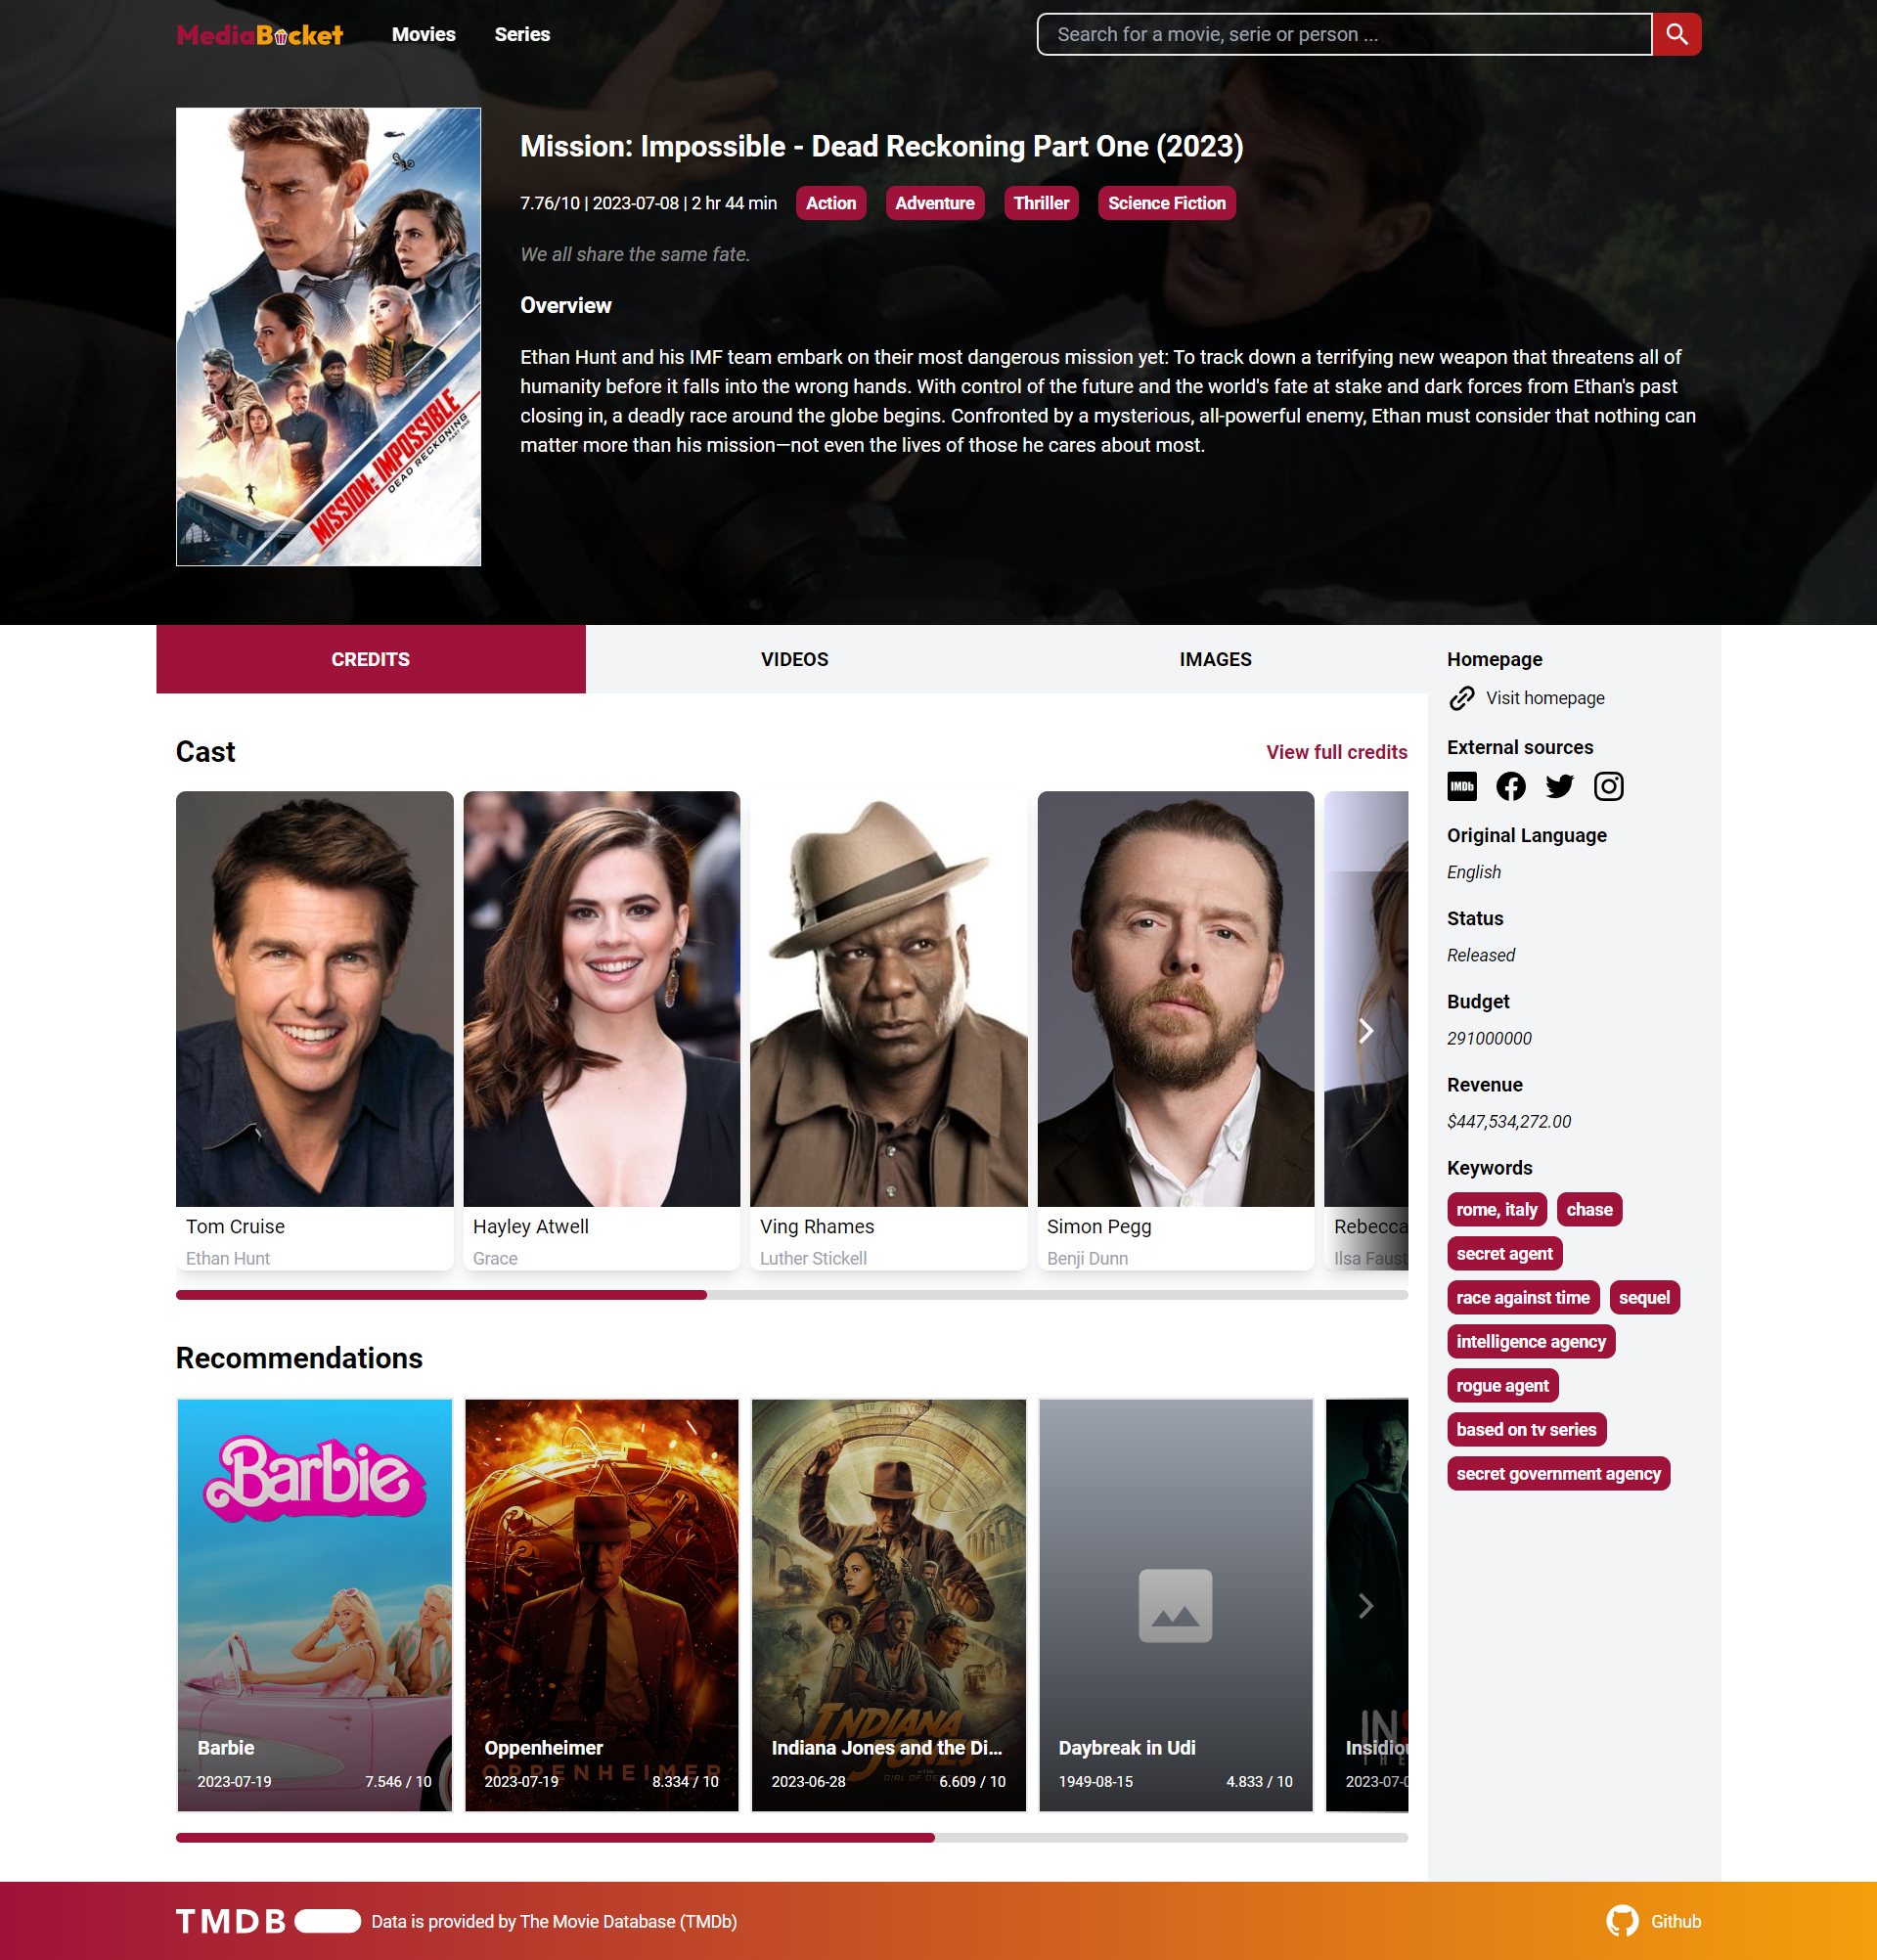 MediaBocket
Movies
Series
Search for a movie, serie or person ...
MISSION: IMPOSSIBLE
DEAD RECKONING
PART ONE
Mission: Impossible - Dead Reckoning Part One (2023)
7.76/10 | 2023-07-08 | 2 hr 44 min
Action
Adventure
Thriller
Science Fiction
We all share the same fate.
Overview
Ethan Hunt and his IMF team embark on their most dangerous mission yet: To track down a terrifying new weapon that threatens all of
humanity before it falls into the wrong hands. With control of the future and the world's fate at stake and dark forces from Ethan's past
closing in, a deadly race around the globe begins. Confronted by a mysterious, all-powerful enemy, Ethan must consider that nothing can
matter more than his mission—not even the lives of those he cares about most.
CREDITS
VIDEOS
IMAGES
Cast
View full credits
Tom Cruise
Ethan Hunt
Hayley Atwell
Grace
Ving Rhames
Luther Stickell
Simon Pegg
Benji Dunn
Rebecca
Ilsa Faust
Recommendations
Barbie
Barbie
2023-07-19
7.546 / 10
OPPENHEIMER
Oppenheimer
2023-07-19
8.334 / 10
INDIANA
JONES
Indiana Jones and the Di...
2023-06-28
6.609 / 10
Daybreak in Udi
1949-08-15
4.833 / 10
Insidiou
2023-07-0
Homepage
Visit homepage
External sources
IMDb
Original Language
English
Status
Released
Budget
291000000
Revenue
$447,534,272.00
Keywords
rome, italy
chase
secret agent
race against time
sequel
intelligence agency
rogue agent
based on tv series
secret government agency
TMDB
Data is provided by The Movie Database (TMDb)
Github